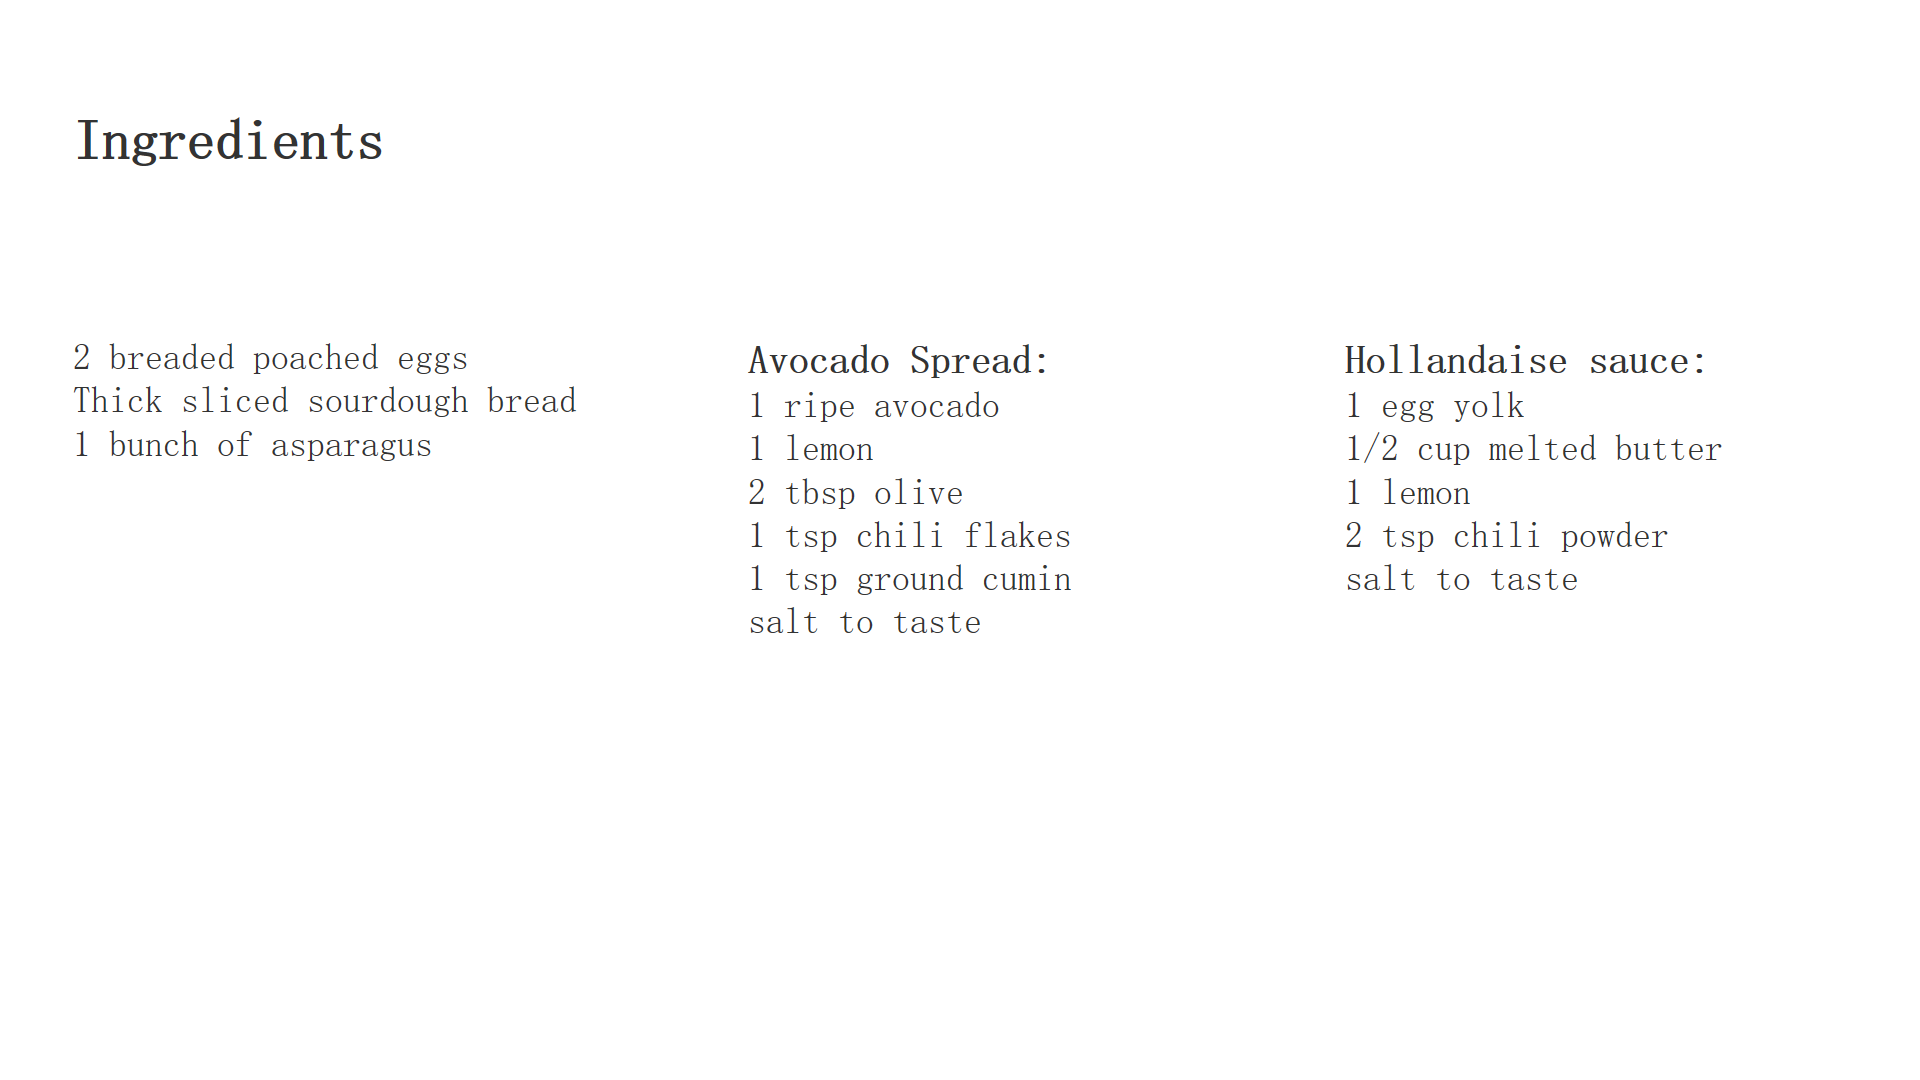 Ingredients
2 breaded poached eggs
Thick sliced sourdough bread
1 bunch of asparagus
Avocado Spread:
1 ripe avocado
1 lemon
2 tbsp olive
1 tsp chili flakes
1 tsp ground cumin
salt to taste
Hollandaise sauce:
1 egg yolk
1/2 cup melted butter
1 lemon
2 tsp chili powder
salt to taste